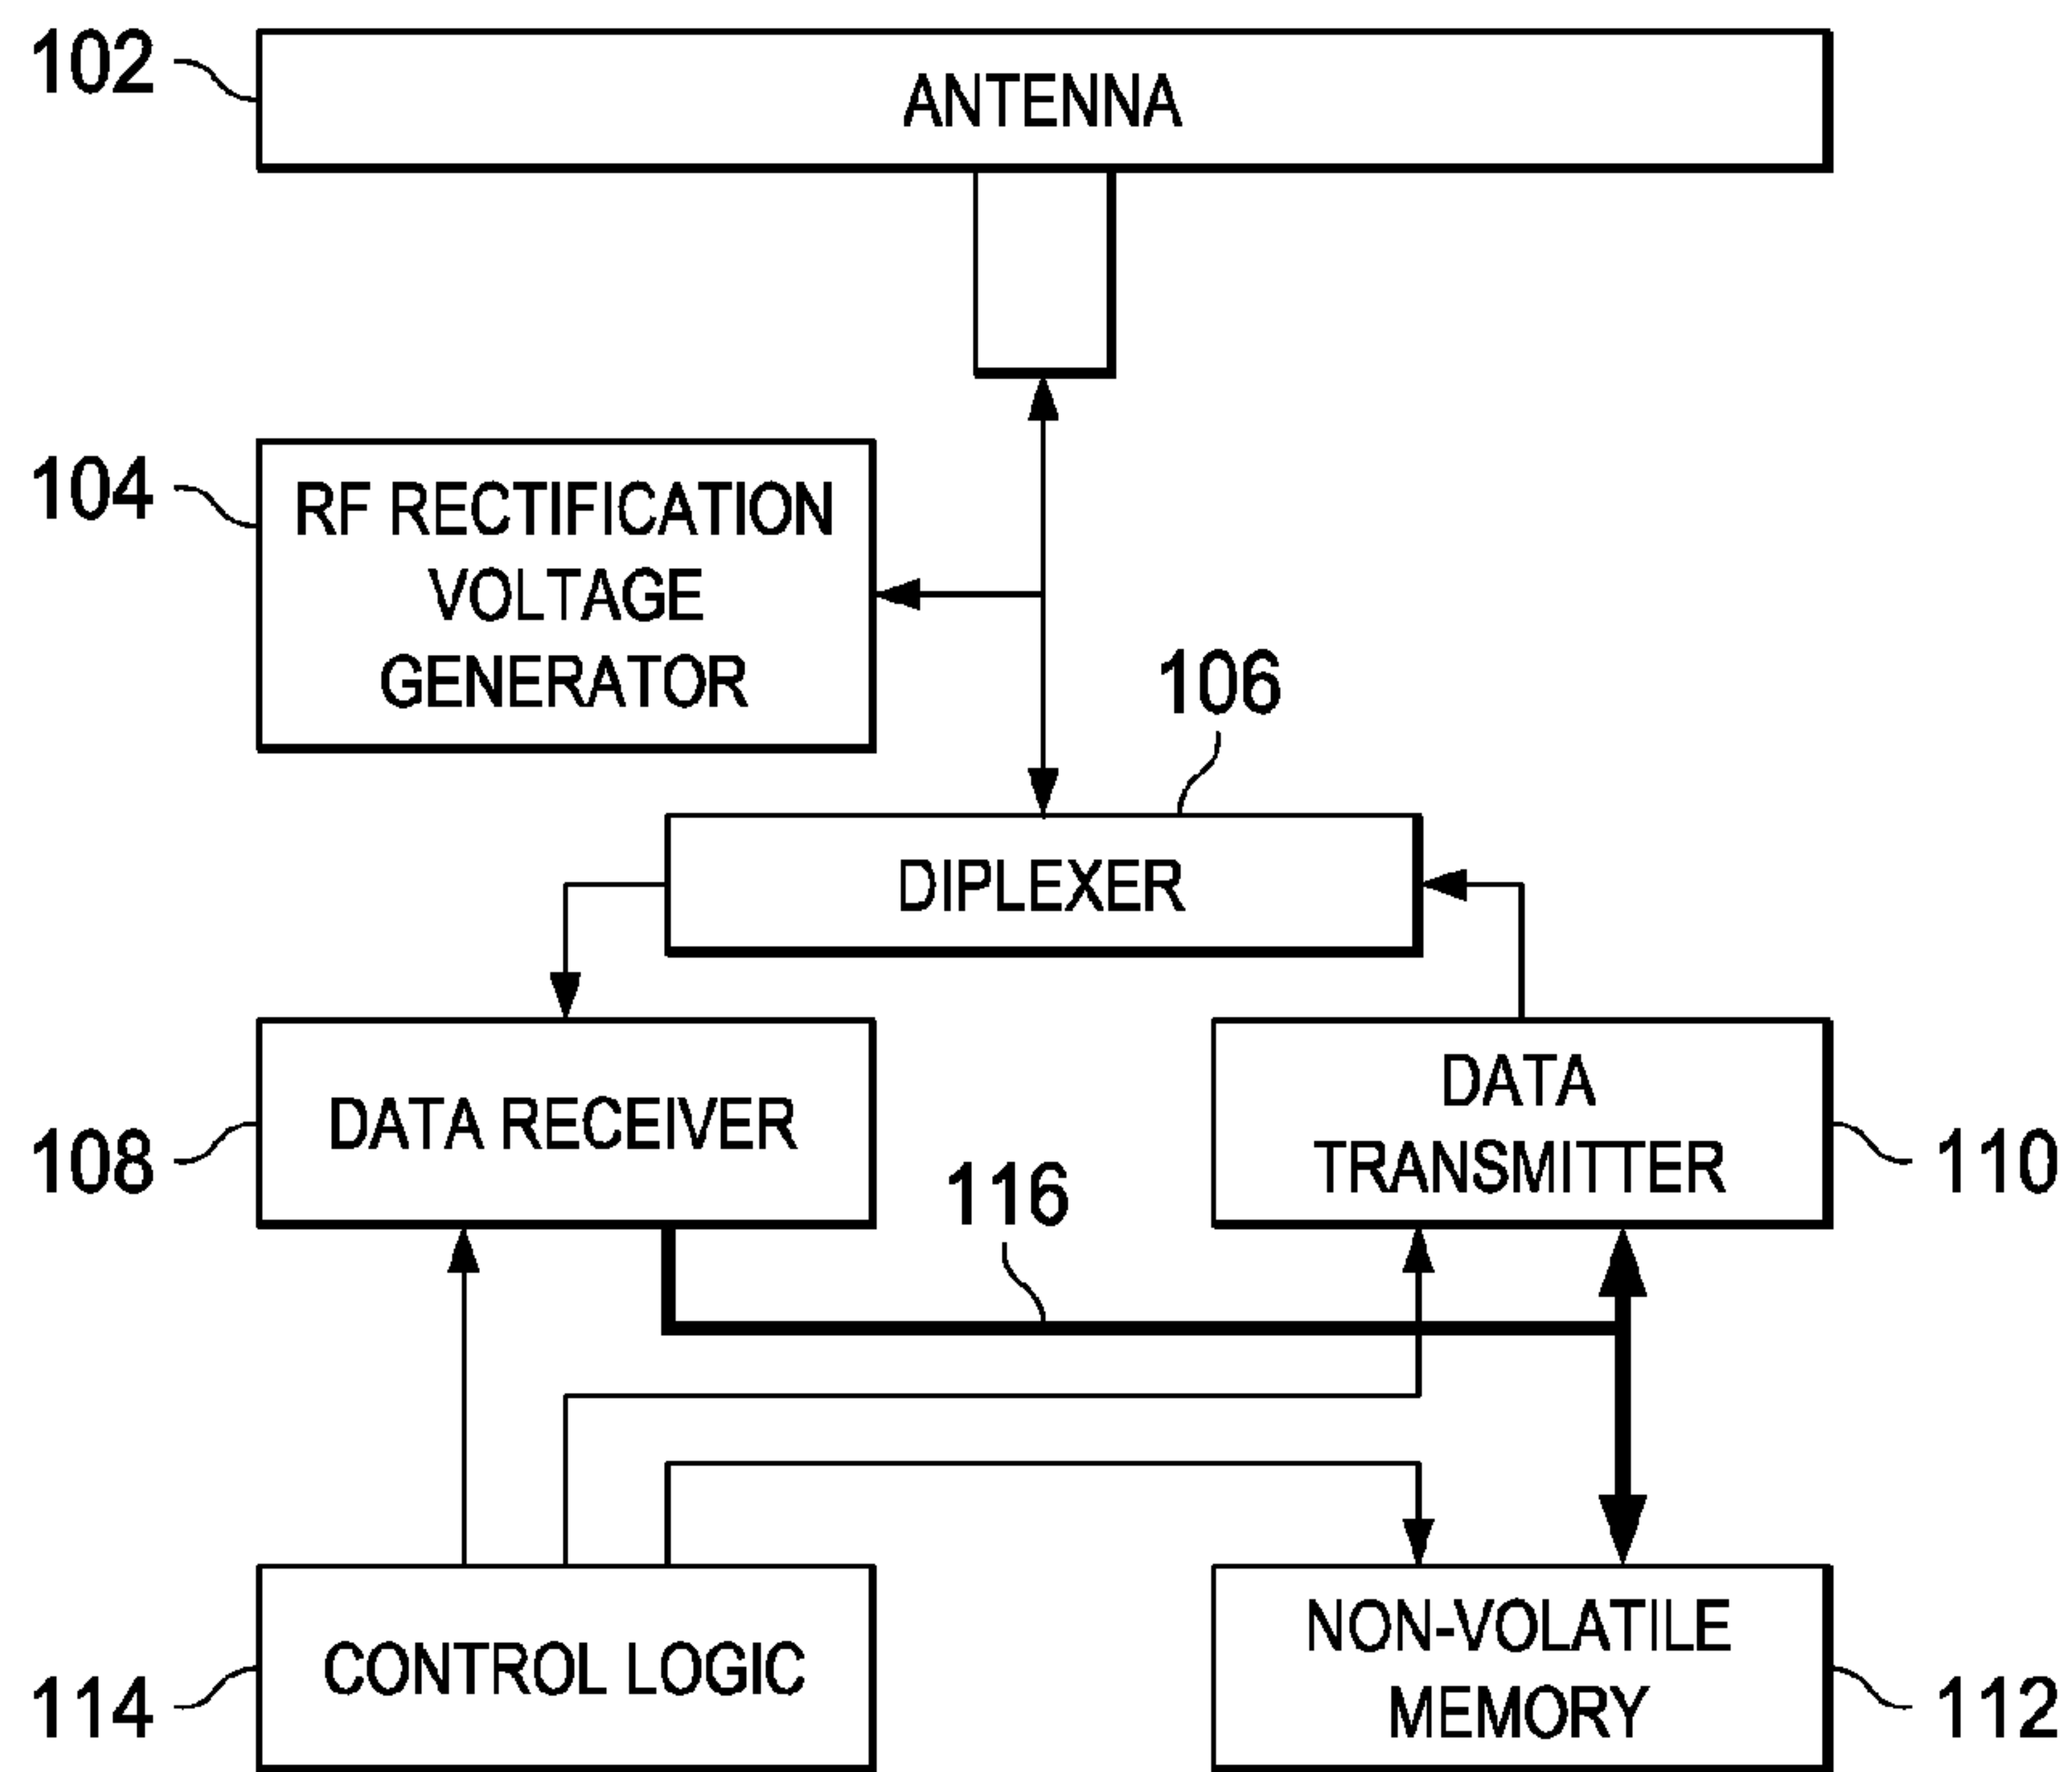 102
ANTENNA
104
RF RECTIFICATION
VOLTAGE
GENERATOR
106
DIPLEXER
108
DATA RECEIVER
116
DATA
TRANSMITTER
110
114
CONTROL LOGIC
NON-VOLATILE
MEMORY
112